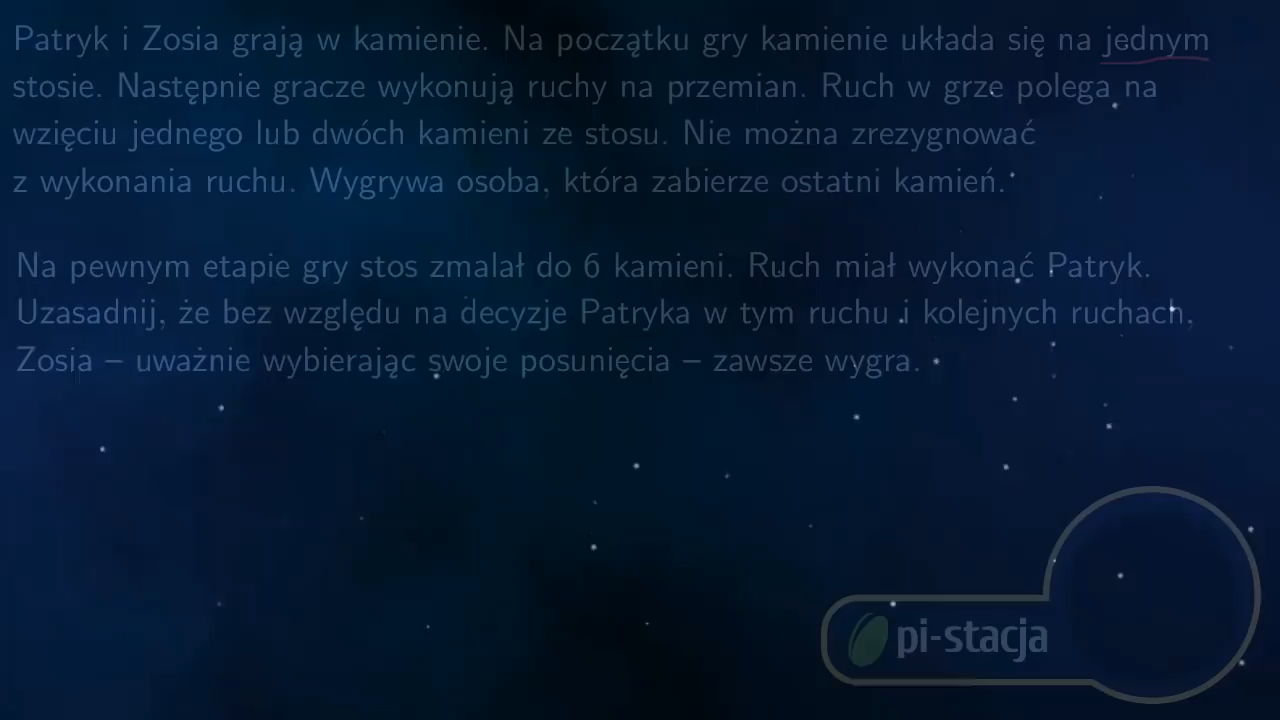 Patryk i Zosia grają w kamienie. Na początku gry kamienie układa się na jednym
stosie. Następnie gracze wykonują ruchy na przemian. Ruch w grze polega na
wzięciu jednego lub dwóch kamieni ze stosu. Nie można zrezygnować
z wykonania ruchu. Wygrywa osoba, która zabierze ostatni kamień.
Na pewnym etapie gry stos zmalał do 6 kamieni. Ruch miał wykonać Patryk.
Uzasadnij, że bez względu na decyzje Patryka w tym ruchu i kolejnych ruchach,
Zosia – uważnie wybierając swoje posunięcia – zawsze wygra.
pi-stacja